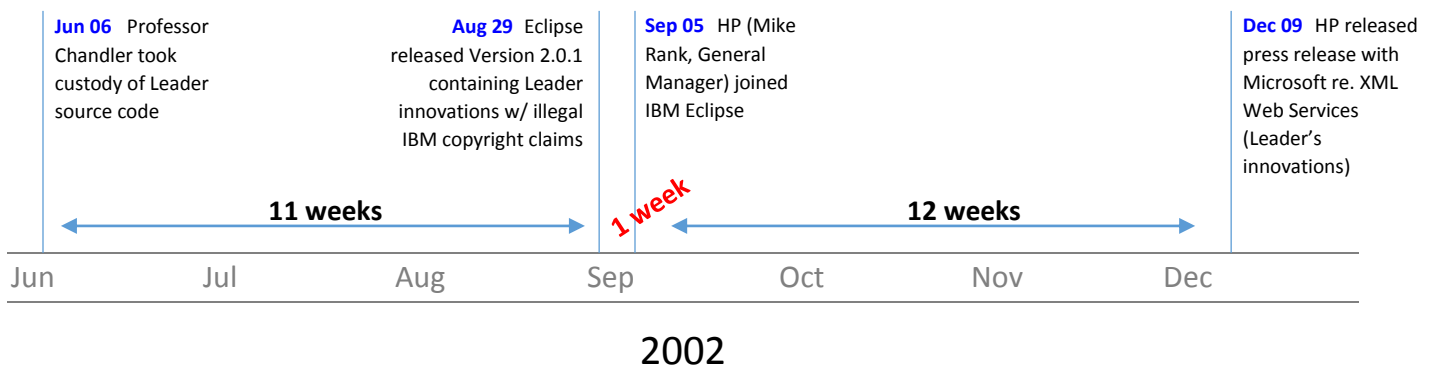 Jun 06 Professor
Chandler took
custody of Leader
source code
Aug 29 Eclipse
released Version 2.0.1
containing Leader
innovations w/ illegal
IBM copyright claims
Sep 05 HP (Mike
Rank, General
Manager) joined
IBM Eclipse
Dec 09 HP released
press release with
Microsoft re. XML
Web Services
(Leader’s
innovations)
11 weeks
1 week
12 weeks
Jun Jul Aug Sep Oct Nov Dec
2002